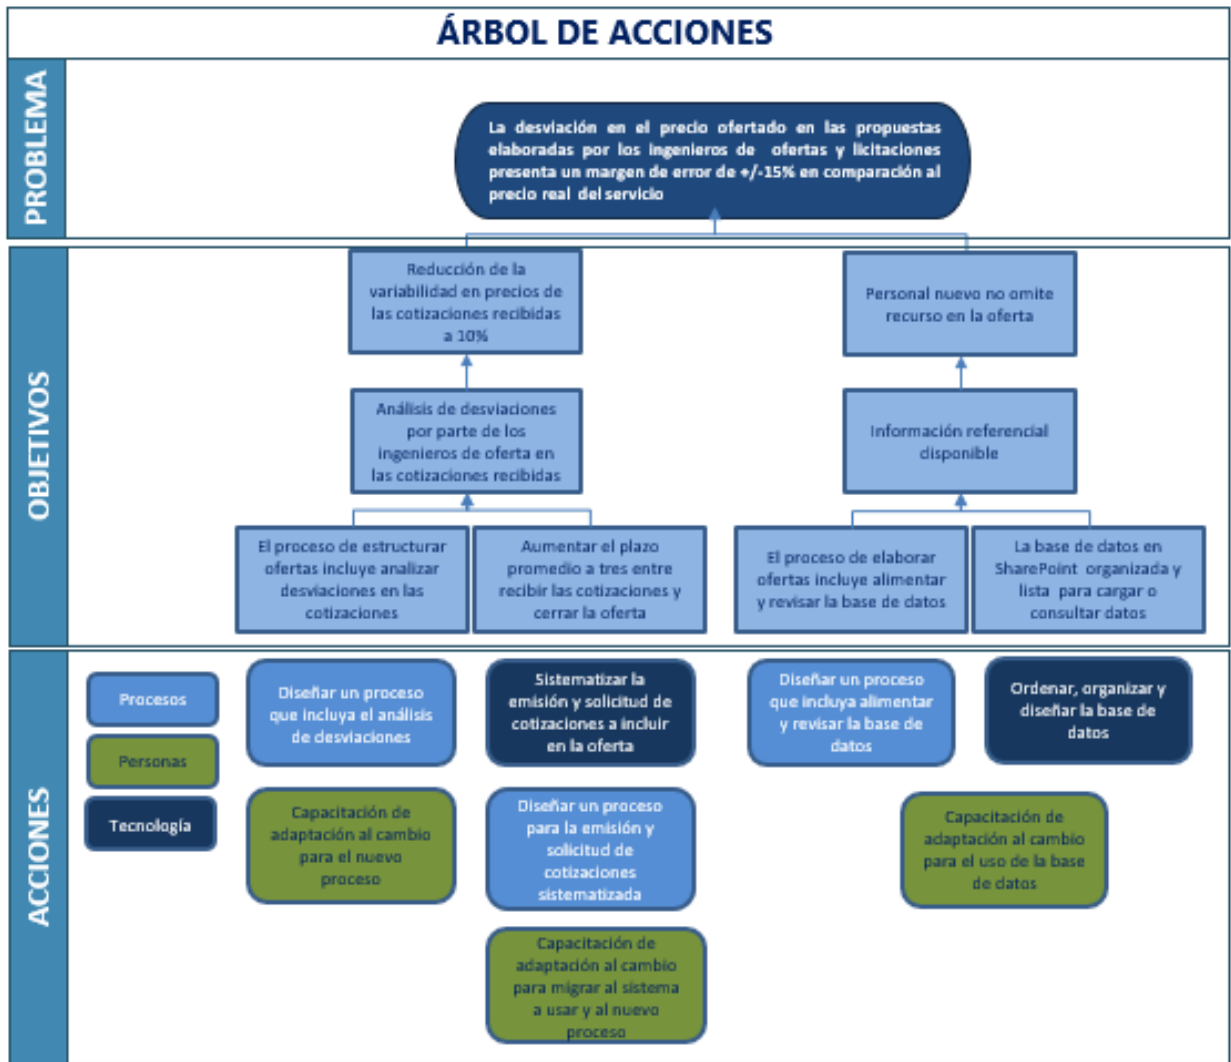 ÁRBOL DE ACCIONES
PROBLEMA
La desviación en el precio ofertado en las propuestas
elaboradas por los ingenieros de ofertas y licitaciones
presenta un margen de error de +/-15% en comparación al
precio real del servicio
OBJETIVOS
Reducción de la
variabilidad en precios de
las cotizaciones recibidas
a 10%
Personal nuevo no omite
recurso en la oferta
Análisis de desviaciones
por parte de los
ingenieros de oferta en
las cotizaciones recibidas
Información referencial
disponible
El proceso de estructurar
ofertas incluye analizar
desviaciones en las
cotizaciones
Aumentar el plazo
promedio a tres entre
recibir las cotizaciones y
cerrar la oferta
El proceso de elaborar
ofertas incluye alimentar
y revisar la base de datos
La base de datos en
SharePoint organizada y
lista para cargar o
consultar datos
ACCIONES
Procesos
Personas
Tecnología
Diseñar un proceso
que incluya el análisis
de desviaciones
Sistematizar la
emisión y solicitud de
cotizaciones a incluir
en la oferta
Diseñar un proceso
que incluya alimentar
y revisar la base de
datos
Ordenar, organizar y
diseñar la base de
datos
Capacitación de
adaptación al cambio
para el nuevo
proceso
Diseñar un proceso
para la emisión y
solicitud de
cotizaciones
sistematizada
Capacitación de
adaptación al cambio
para el uso de la base
de datos
Capacitación de
adaptación al cambio
para migrar al sistema
a usar y al nuevo
proceso